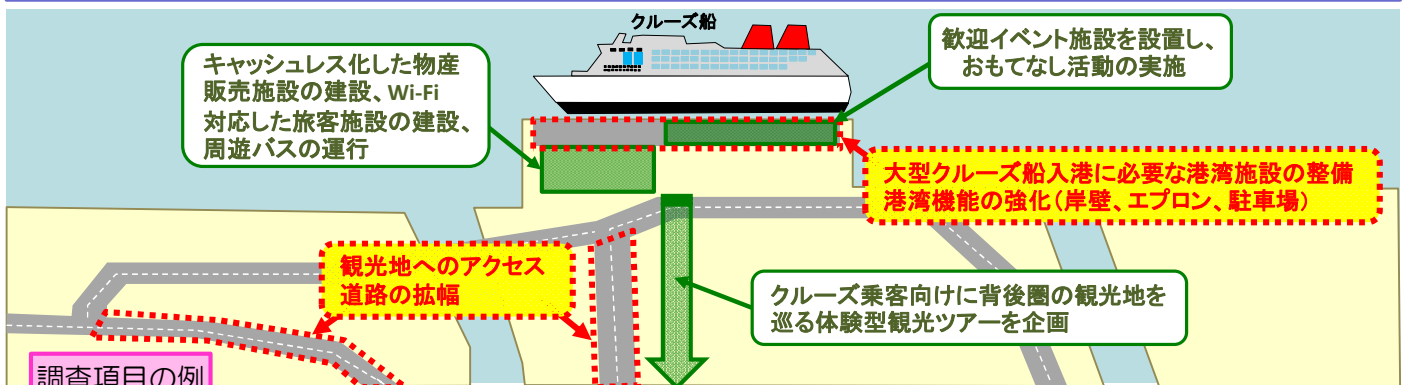 クルーズ船
キャッシュレス化した物産
販売施設の建設、Wi-Fi
対応した旅客施設の建設、
周遊バスの運行
歓迎イベント施設を設置し、
おもてなし活動の実施
大型クルーズ船入港に必要な港湾施設の整備
港湾機能の強化(岸壁、エプロン、駐車場)
観光地へのアクセス
道路の拡幅
クルーズ乗客向けに背後圏の観光地を
巡る体験型観光ツアーを企画
調査項目の例